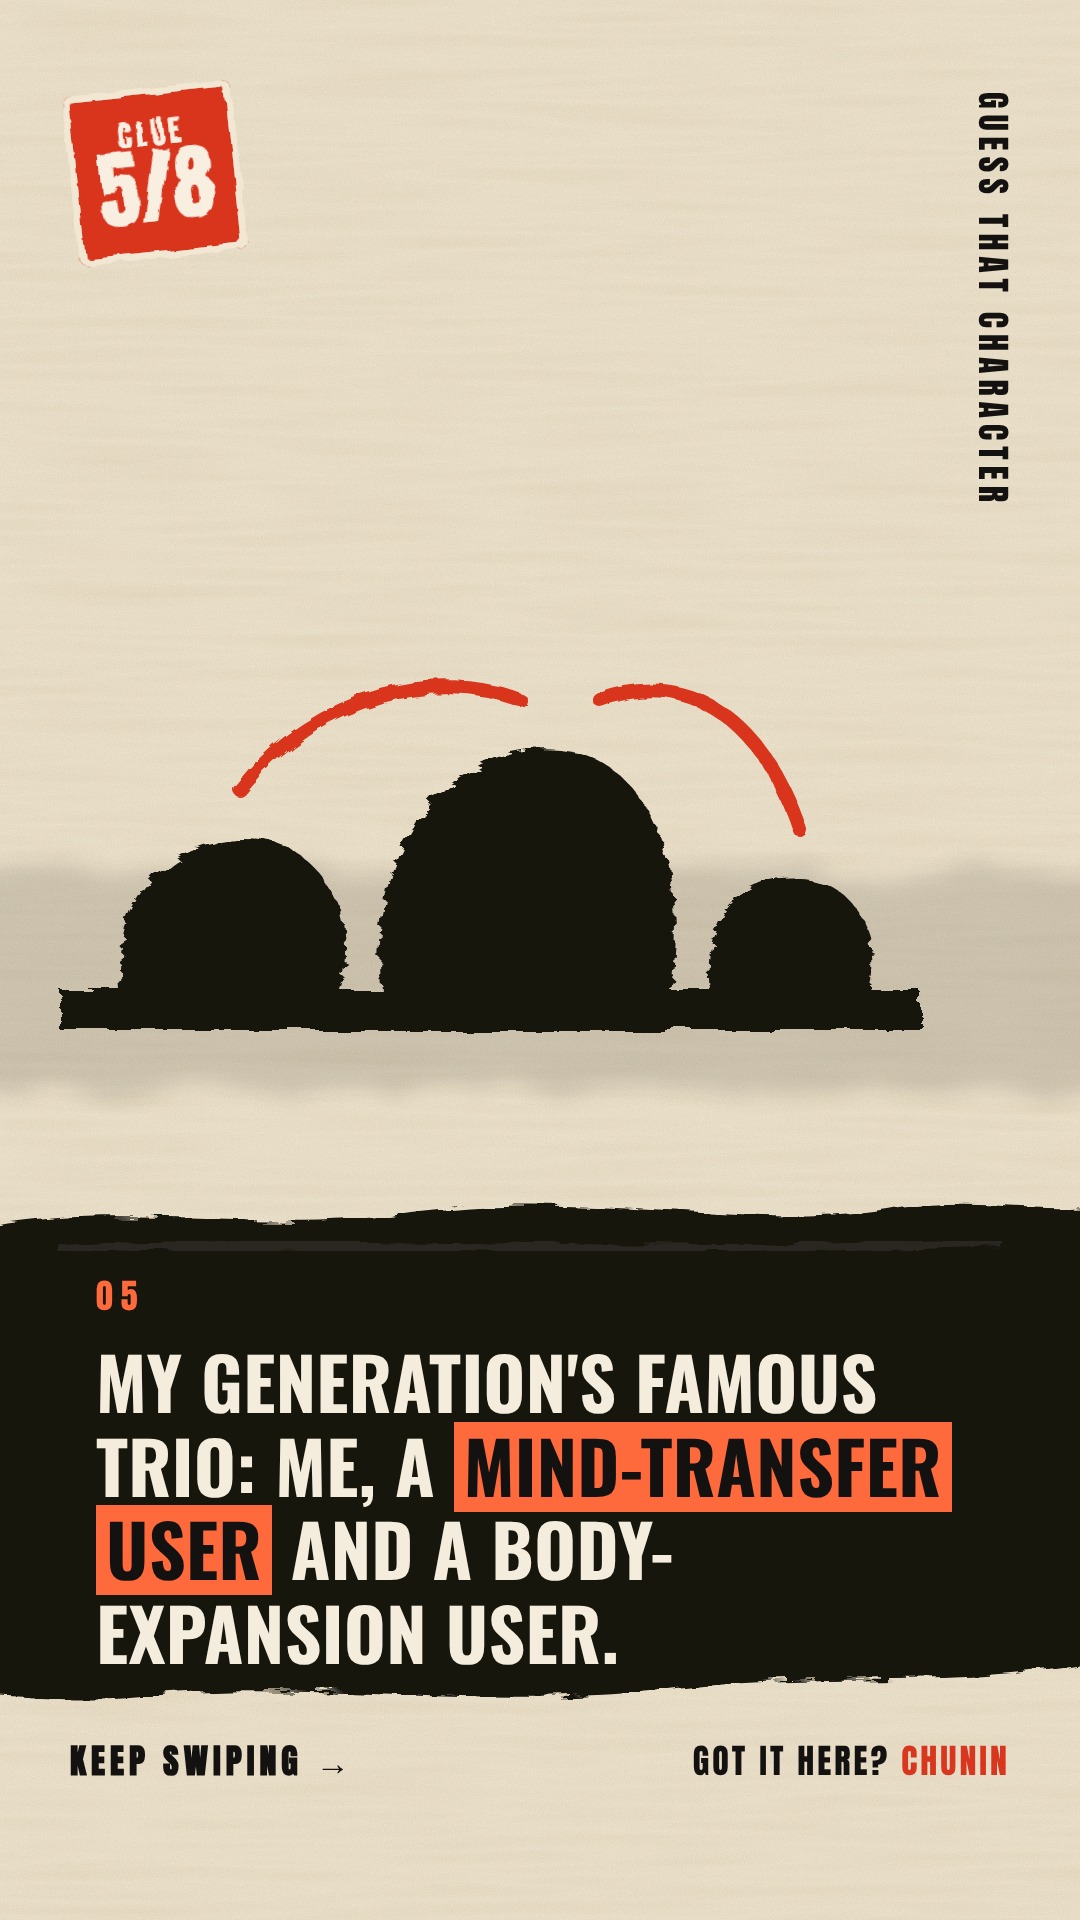 CLUE
5/8
GUESS THAT CHARACTER
05
MY GENERATION'S FAMOUS
TRIO: ME, A MIND-TRANSFER
USER AND A BODY-
EXPANSION USER.
KEEP SWIPING →
GOT IT HERE? CHUNIN